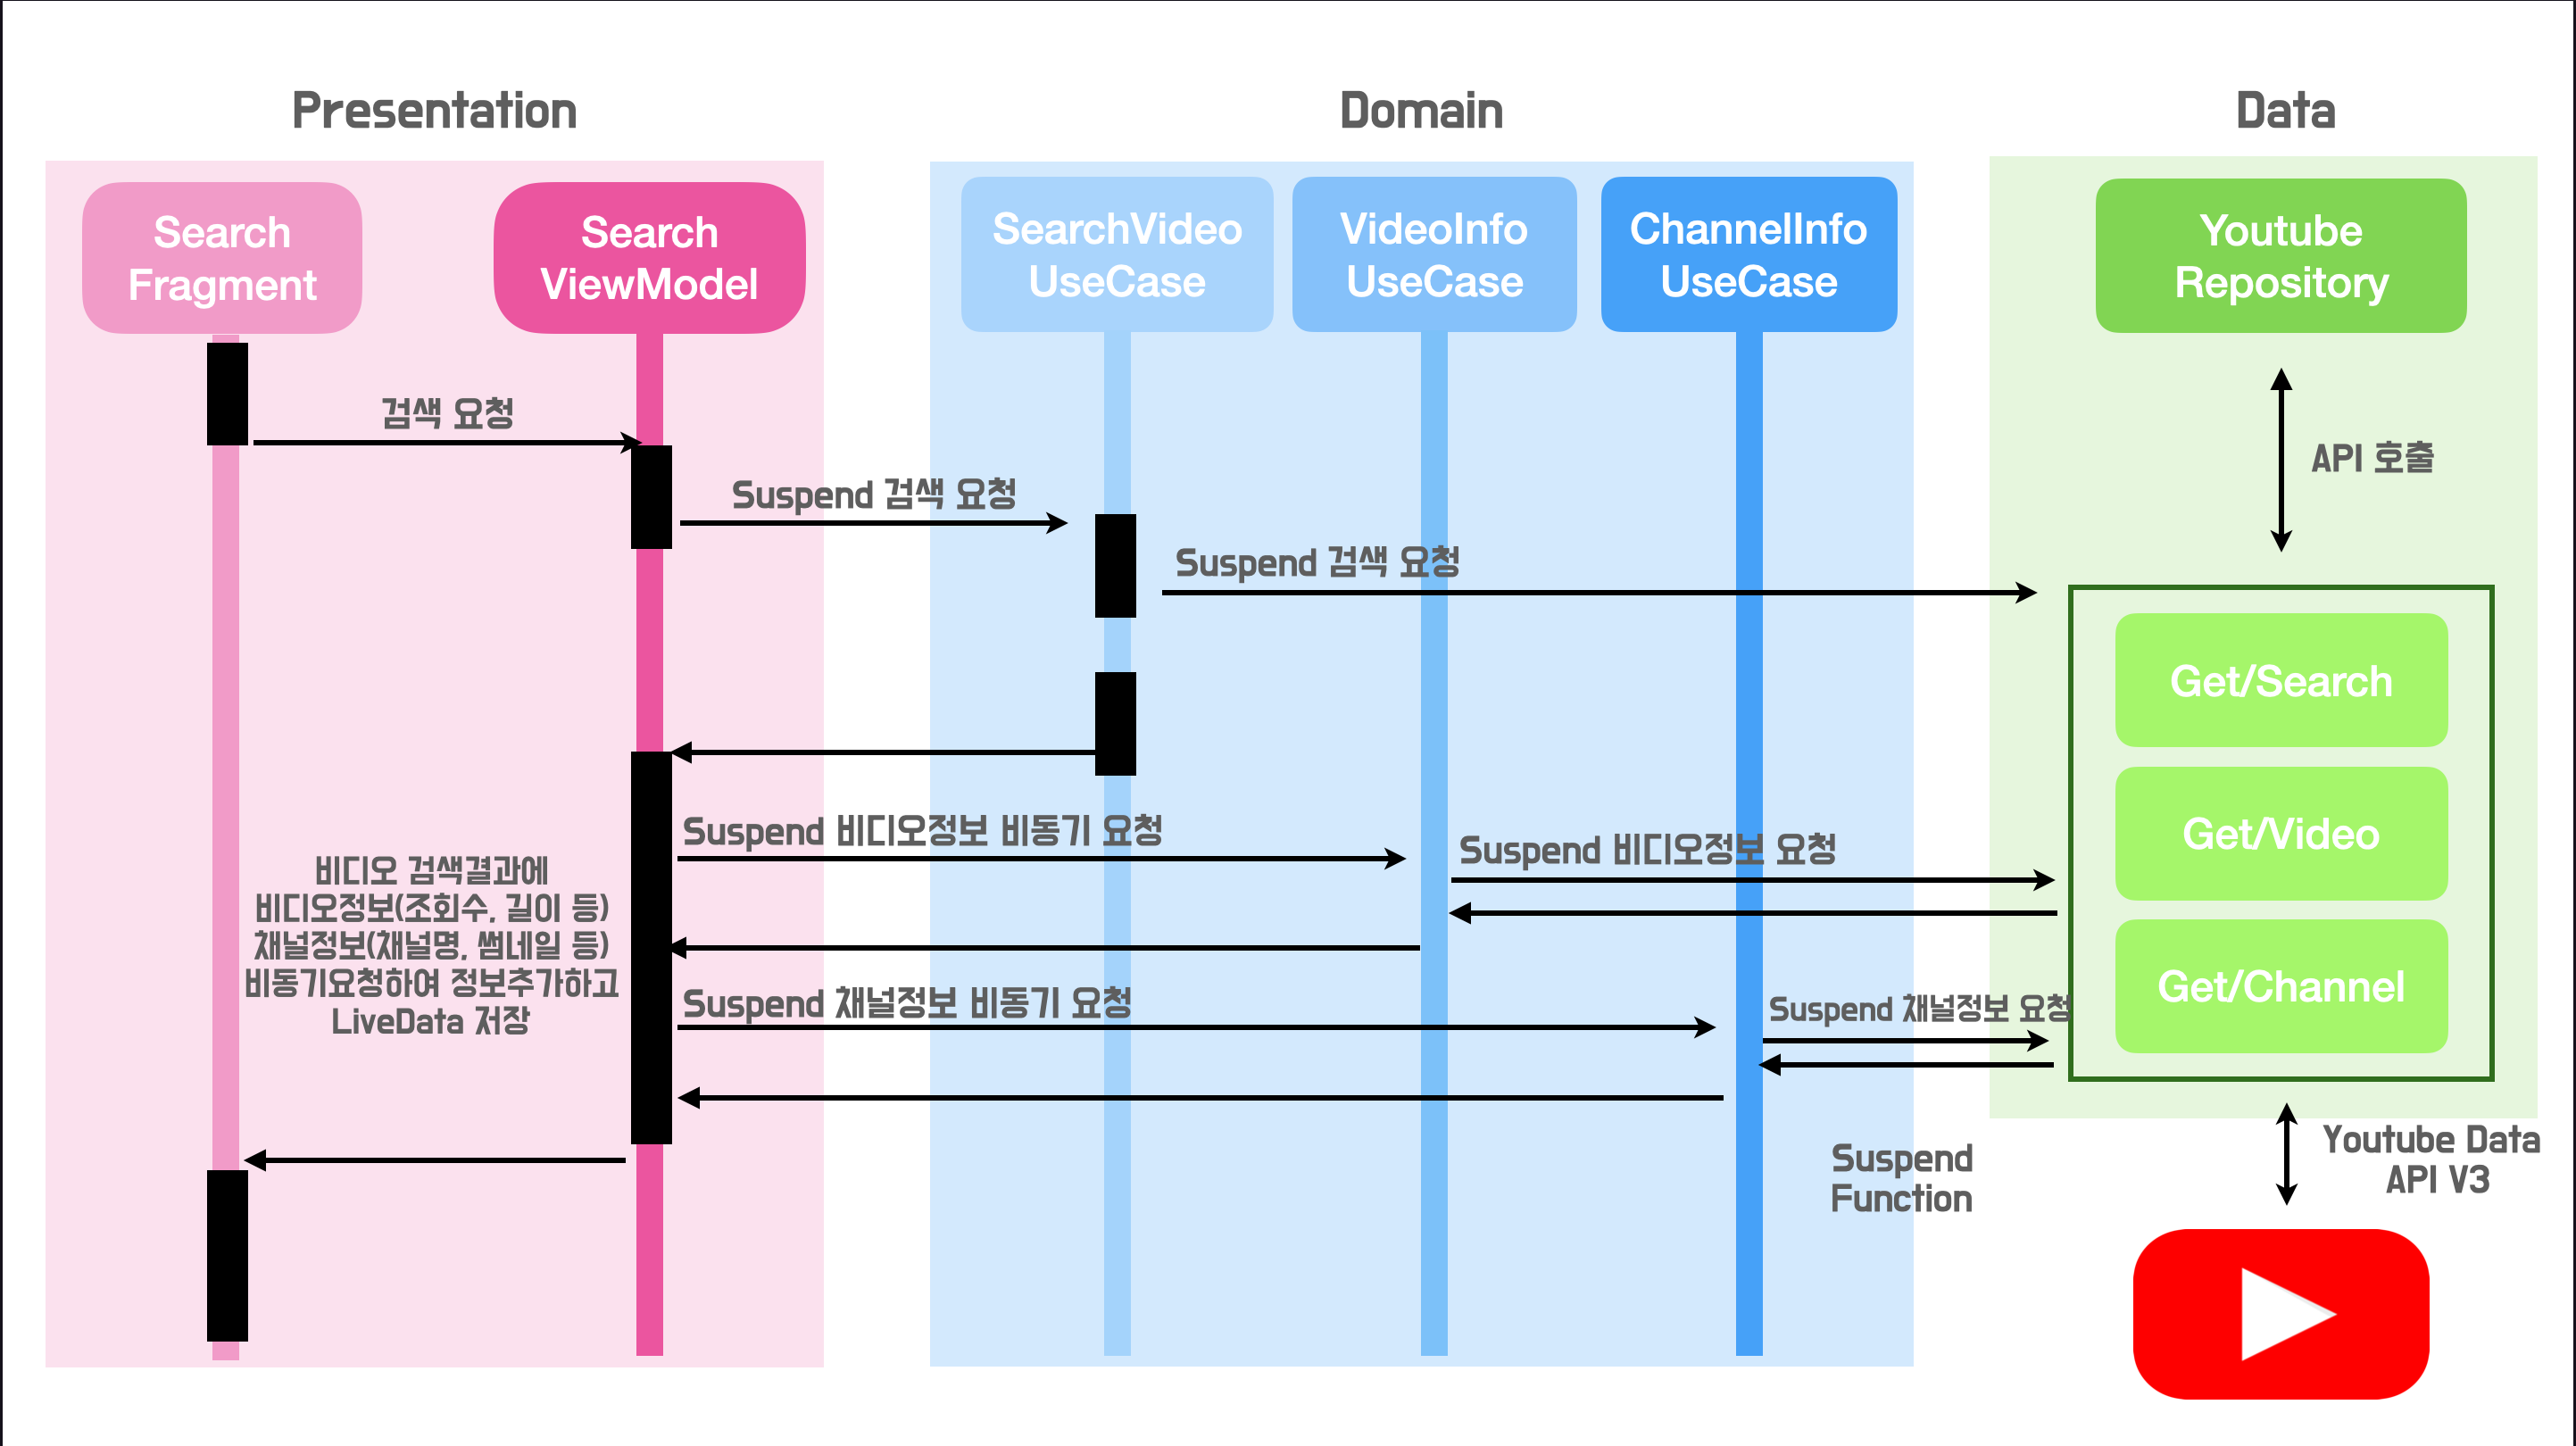 Presentation
Domain
Data
Search
Fragment
Search
ViewModel
SearchVideo
UseCase
VideoInfo
UseCase
ChannelInfo
UseCase
Youtube
Repository
검색 요청
API 호출
Suspend 검색 요청
Suspend 검색 요청
Get/Search
Get/Video
Get/Channel
Suspend 비디오정보 비동기 요청
Suspend 비디오정보 요청
비디오 검색결과에
비디오정보(조회수, 길이 등)
채널정보(채널명, 썸네일 등)
비동기요청하여 정보추가하고
LiveData 저장
Suspend 채널정보 비동기 요청
Suspend 채널정보 요청
Suspend
Function
Youtube Data
API V3